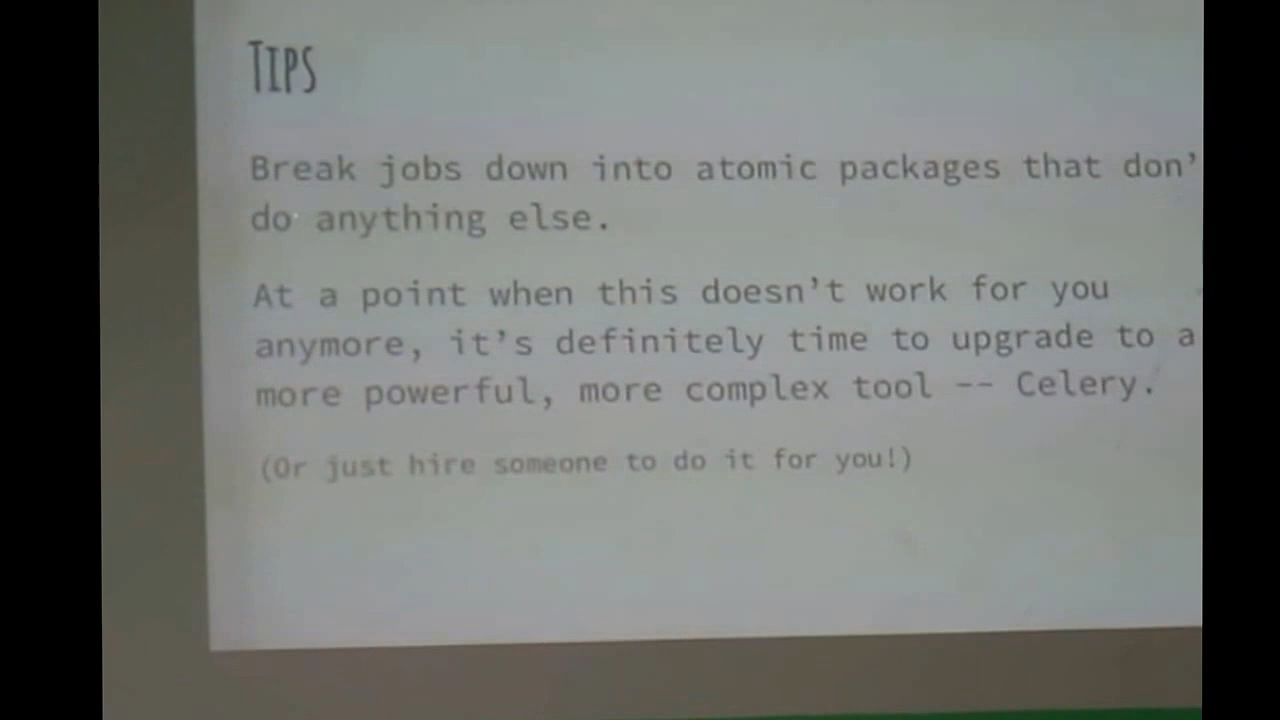 TIPS
Break jobs down into atomic packages that don’
do anything else.
At a point when this doesn’t work for you
anymore, it’s definitely time to upgrade to a
more powerful, more complex tool -- Celery.
(Or just hire someone to do it for you!)